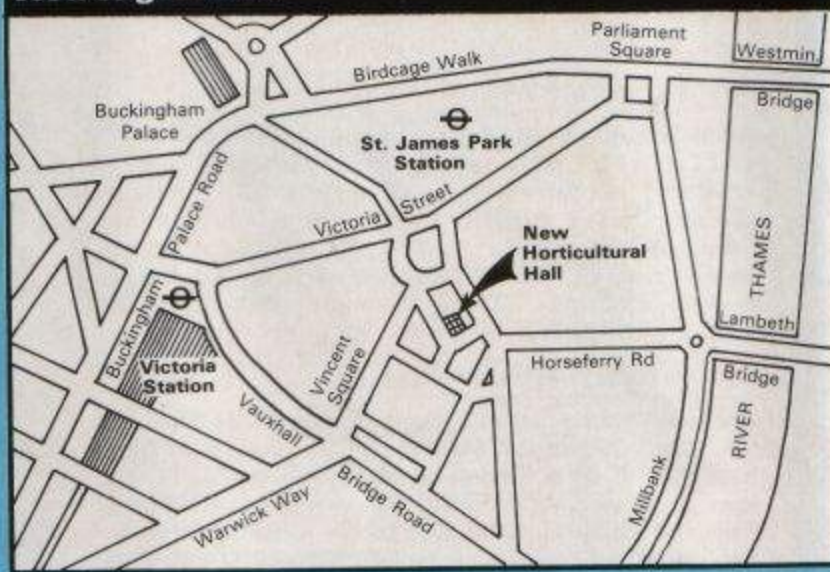 Parliament
Square
Westmin.
Birdcage Walk
Bridge
Buckingham
Palace
St. James Park
Station
Palace Road
Victoria Street
New
Horticultural
Hall
THAMES
Lambeth
Buckingham
Victoria
Station
Vincent
Square
Horseferry Rd
Bridge
Vauxhall
RIVER
Bridge Road
Millbank
Warwick Way